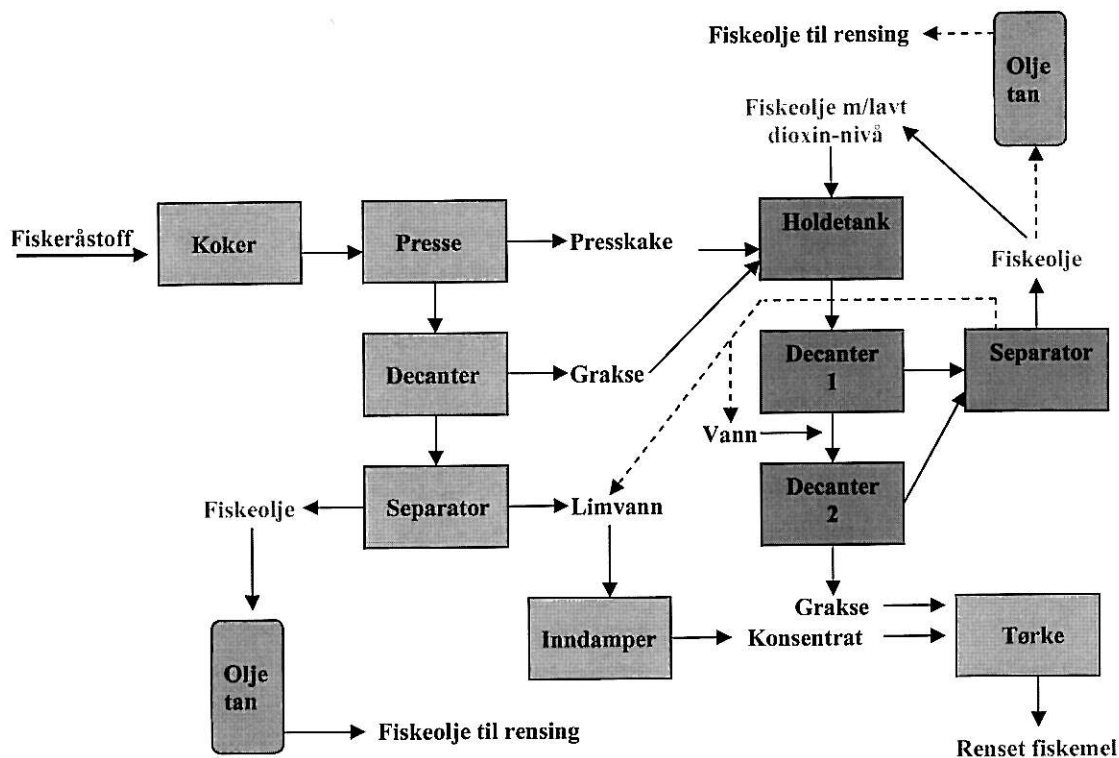 Fiskeolje til rensing
Olje
tan
Fiskeolje m/lavt
dioxin-nivå
Fiskeråstoff
Koker
Presse
Presskake
Holdetank
Fiskeolje
Decanter
Grakse
Decanter
1
Separator
Vann
Fiskeolje
Separator
Limvann
Decanter
2
Grakse
Inndamper
Konsentrat
Tørke
Olje
tan
Fiskeolje til rensing
Renset fiskemel